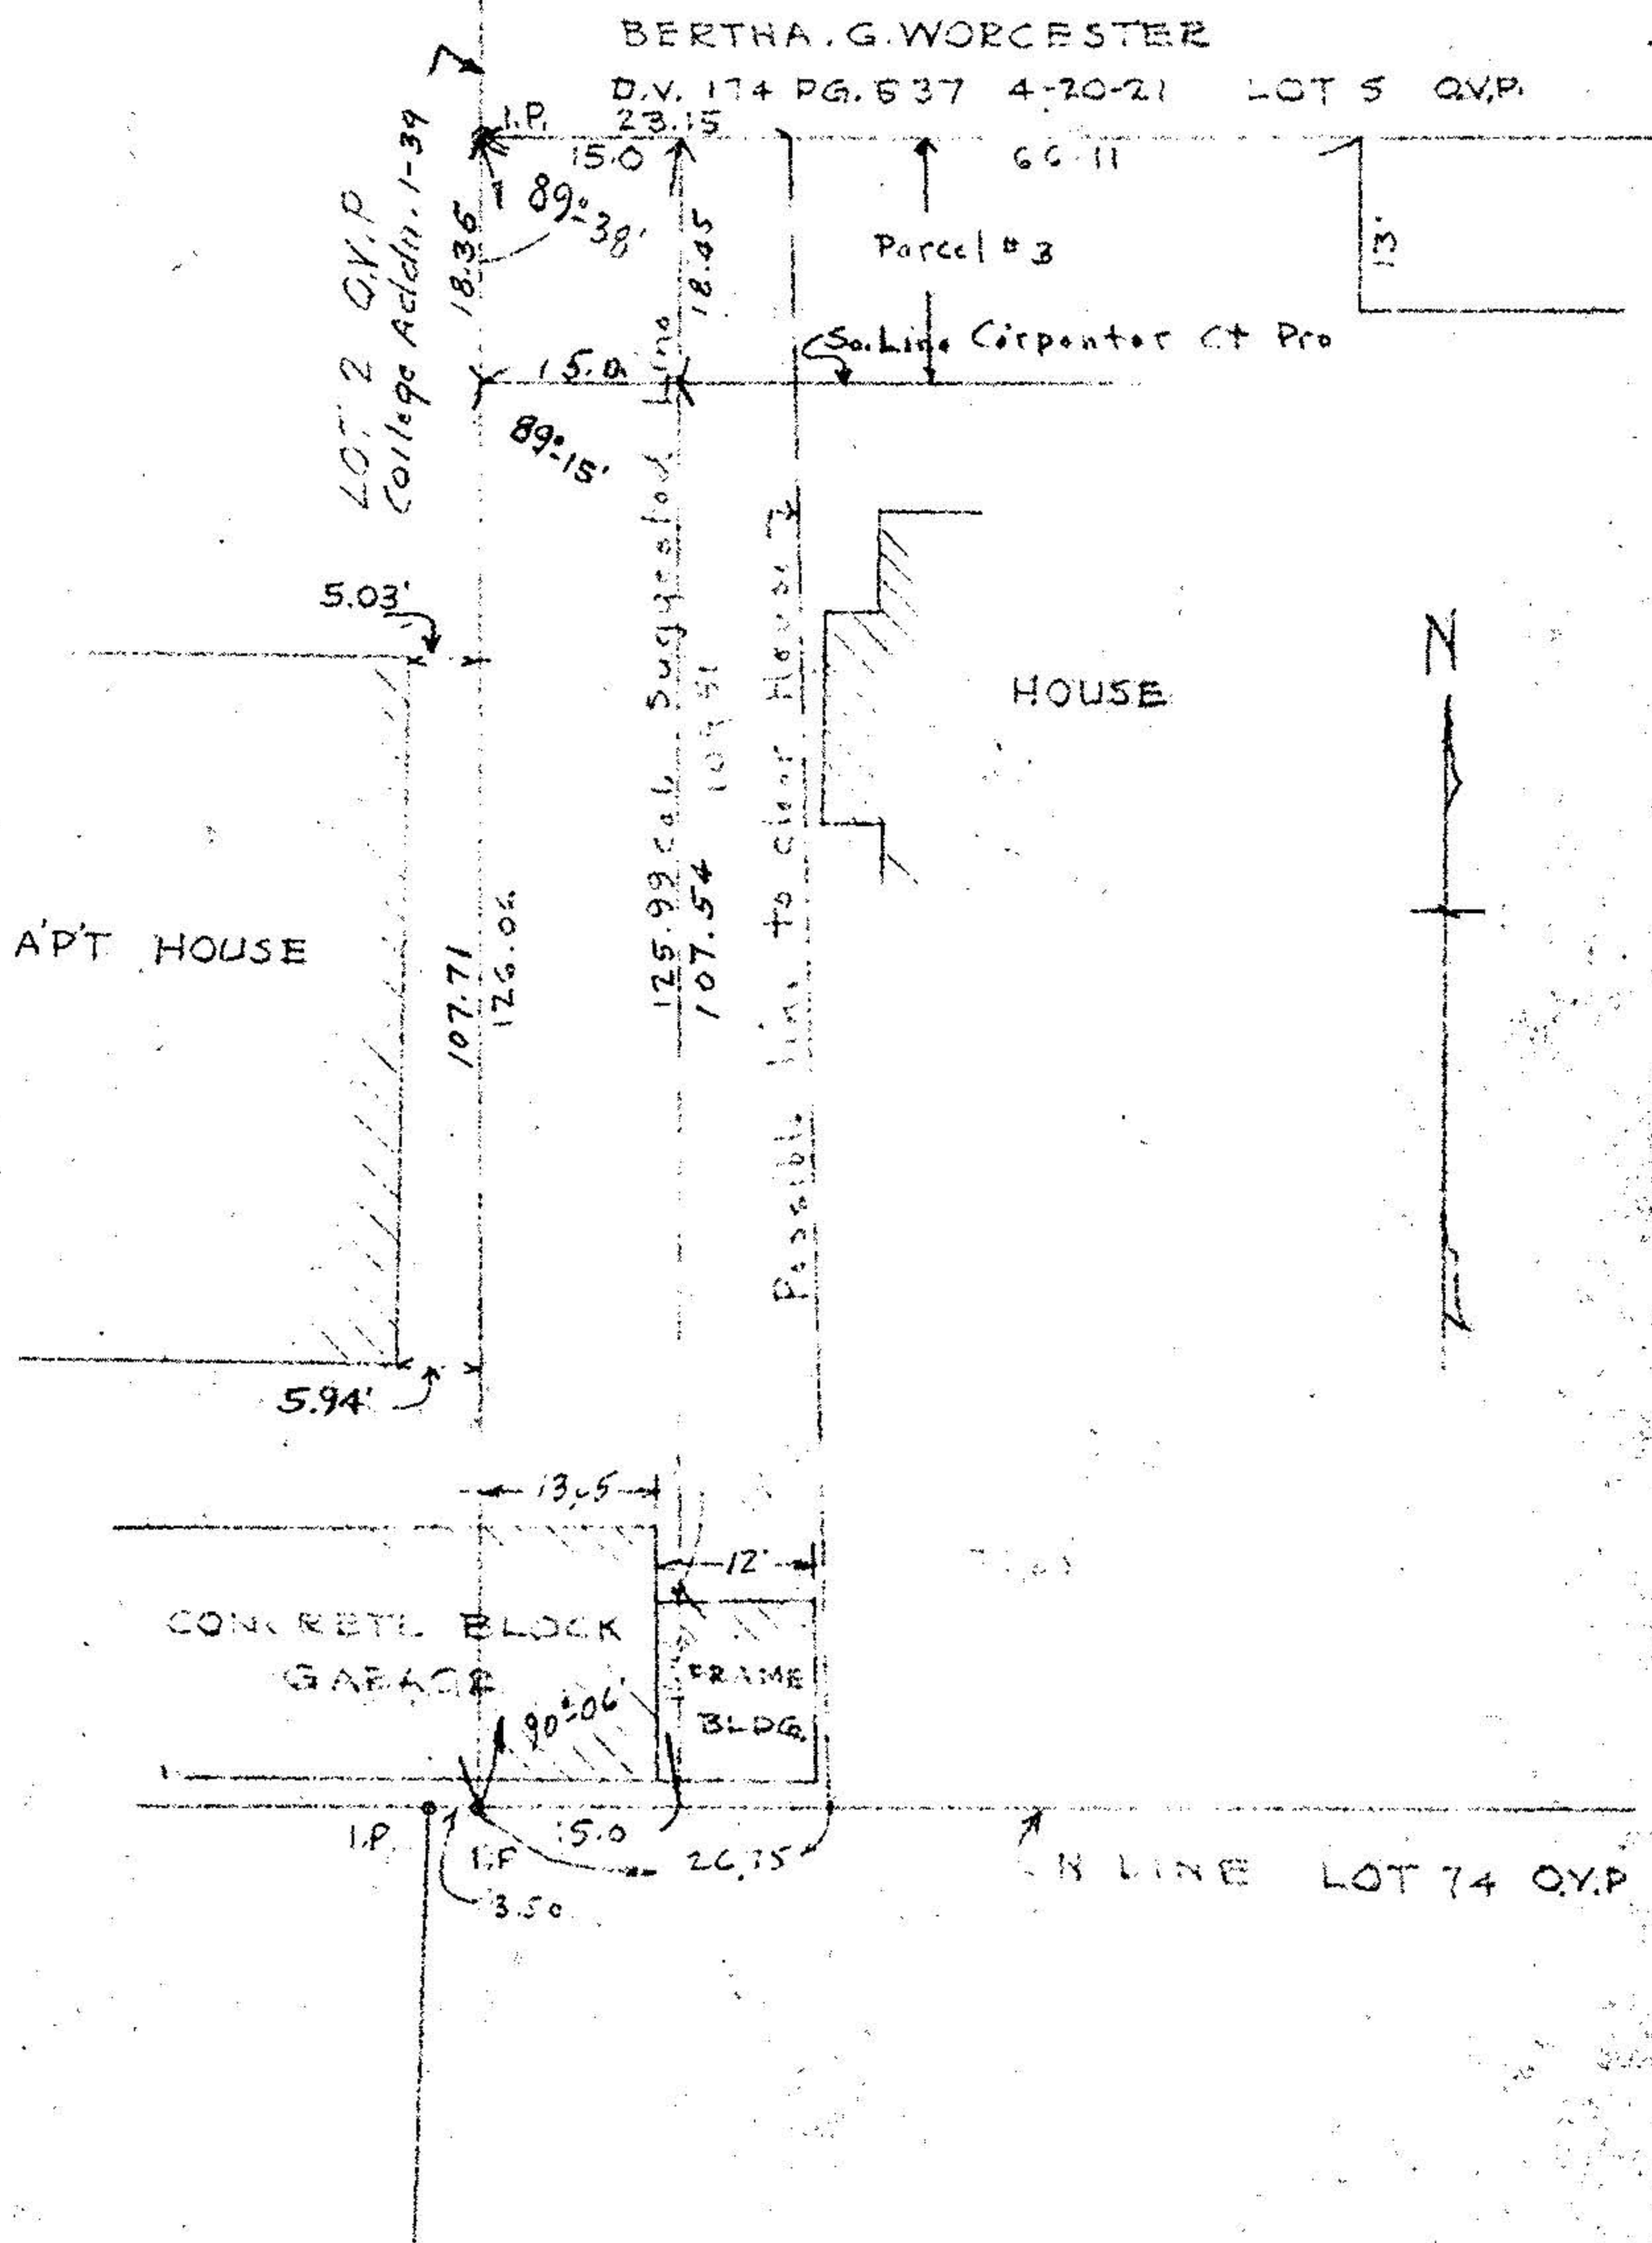 BERTHA. G. WORCESTER
D.V. 174 PG. 537 4-20-21 LOT 5 O.V.P.
I.P. 23.15
15.0
66.11
LOT 2 O.V.P
College Addn. 1-39
18.36
89°-38'
18.45
Parcel #3
13'
So. Line Carpenter Ct Pro
15.0
89°-15'
5.03'
N
HOUSE
A'P'T HOUSE
107.71
126.06
125.99 cal. Suggested Line
107.54
Possible line to clear House
5.94'
13.5
12'
CONCRETE BLOCK
GARAGE
FRAME
BLDG.
90°-06'
I.P.
I.P
15.0
26.75
3.50
N LINE LOT 74 O.V.P